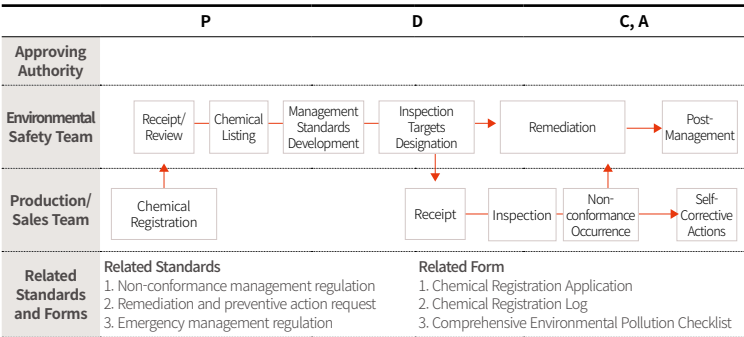 P
D
C, A
Approving
Authority
Environmental
Safety Team
Receipt/
Review
Chemical
Listing
Management
Standards
Development
Inspection
Targets
Designation
Remediation
Post-
Management
Production/
Sales Team
Chemical
Registration
Receipt
Inspection
Non-
conformance
Occurrence
Self-
Corrective
Actions
Related
Standards
and Forms
Related Standards
1. Non-conformance management regulation
2. Remediation and preventive action request
3. Emergency management regulation
Related Form
1. Chemical Registration Application
2. Chemical Registration Log
3. Comprehensive Environmental Pollution Checklist